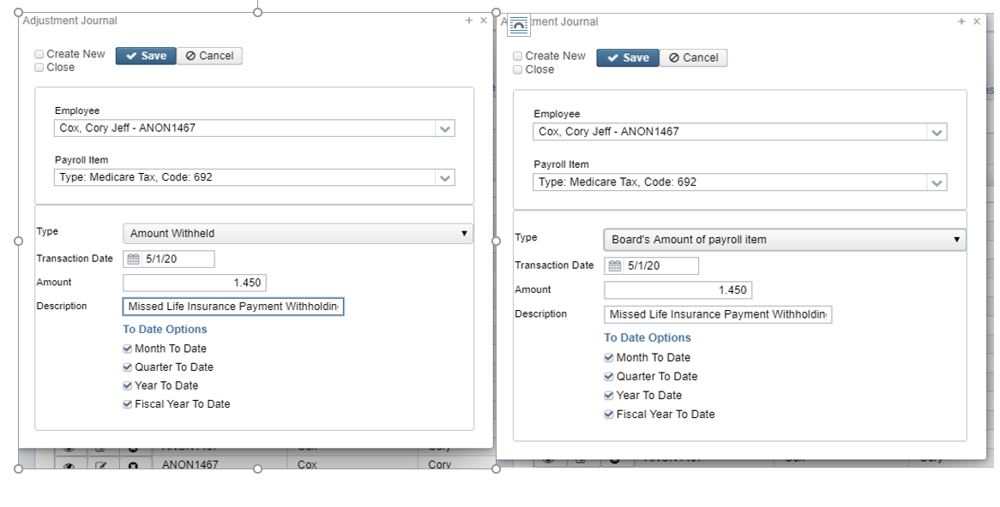 Adjustment Journal
Create New
Close
Save
Cancel
Employee
Cox, Cory Jeff - ANON1467
Payroll Item
Type: Medicare Tax, Code: 692
Type
Amount Withheld
Transaction Date
5/1/20
Amount
1.450
Description
Missed Life Insurance Payment Withholdin
To Date Options
Month To Date
Quarter To Date
Year To Date
Fiscal Year To Date
ANON1467 Cox Cory
A tment Journal
Create New
Close
Save
Cancel
Employee
Cox, Cory Jeff - ANON1467
Payroll Item
Type: Medicare Tax, Code: 692
Type
Board's Amount of payroll item
Transaction Date
5/1/20
Amount
1.450
Description
Missed Life Insurance Payment Withholdin
To Date Options
Month To Date
Quarter To Date
Year To Date
Fiscal Year To Date